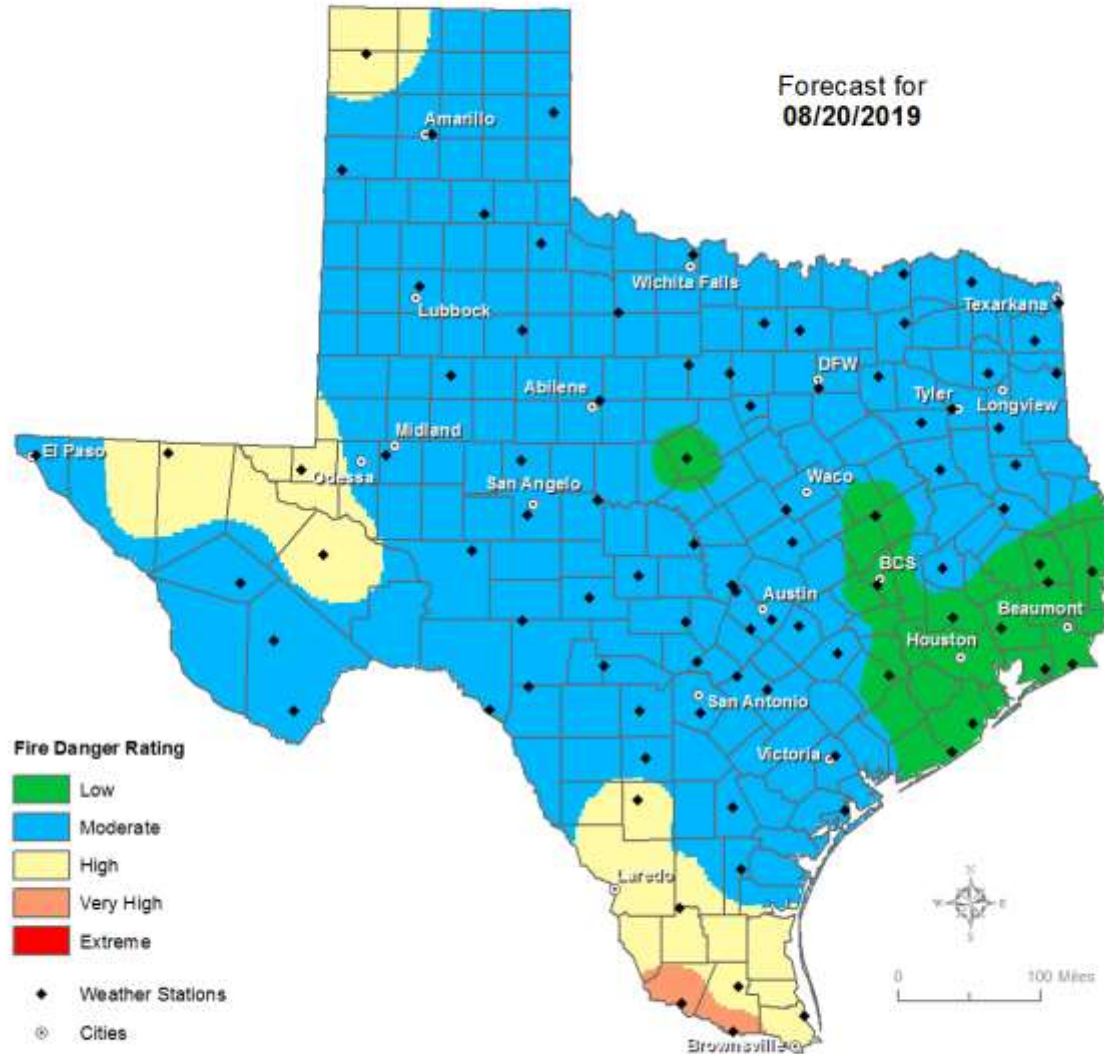 Forecast for
08/20/2019
Amarillo
Wichita Falls
Lubbock
Texarkana
DFW
Abilene
Tyler
Longview
El Paso
Midland
Odessa
San Angelo
Waco
BCS
Austin
Beaumont
Houston
San Antonio
Victoria
Fire Danger Rating
Low
Moderate
High
Very High
Extreme
Laredo
N
W
E
S
0 100 Miles
Weather Stations
Cities
Brownsville